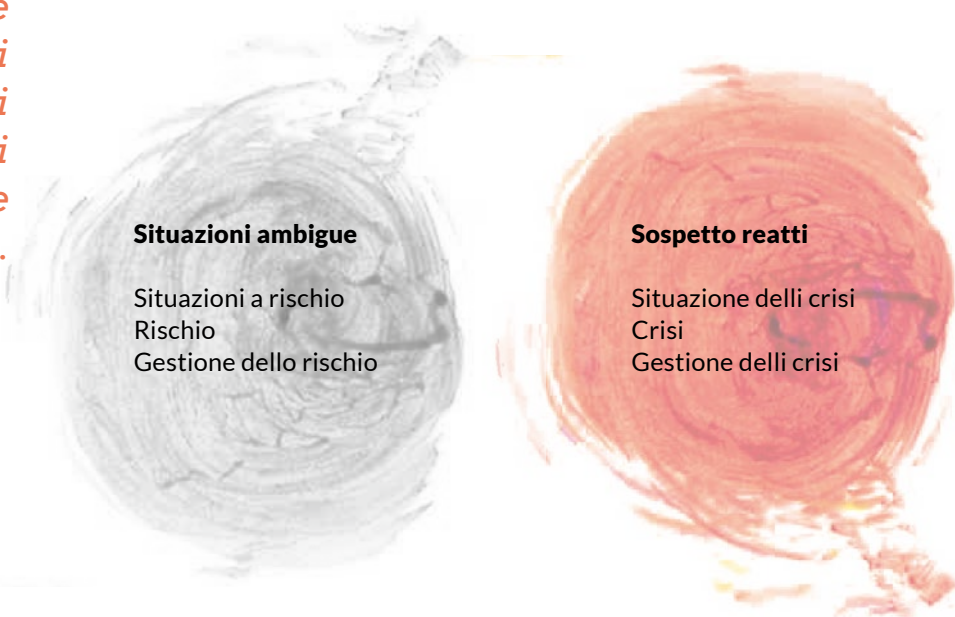 e
i
i
i
e
.
Situazioni ambigue
Situazioni a rischio
Rischio
Gestione dello rischio
Sospetto reatti
Situazione delli crisi
Crisi
Gestione delli crisi